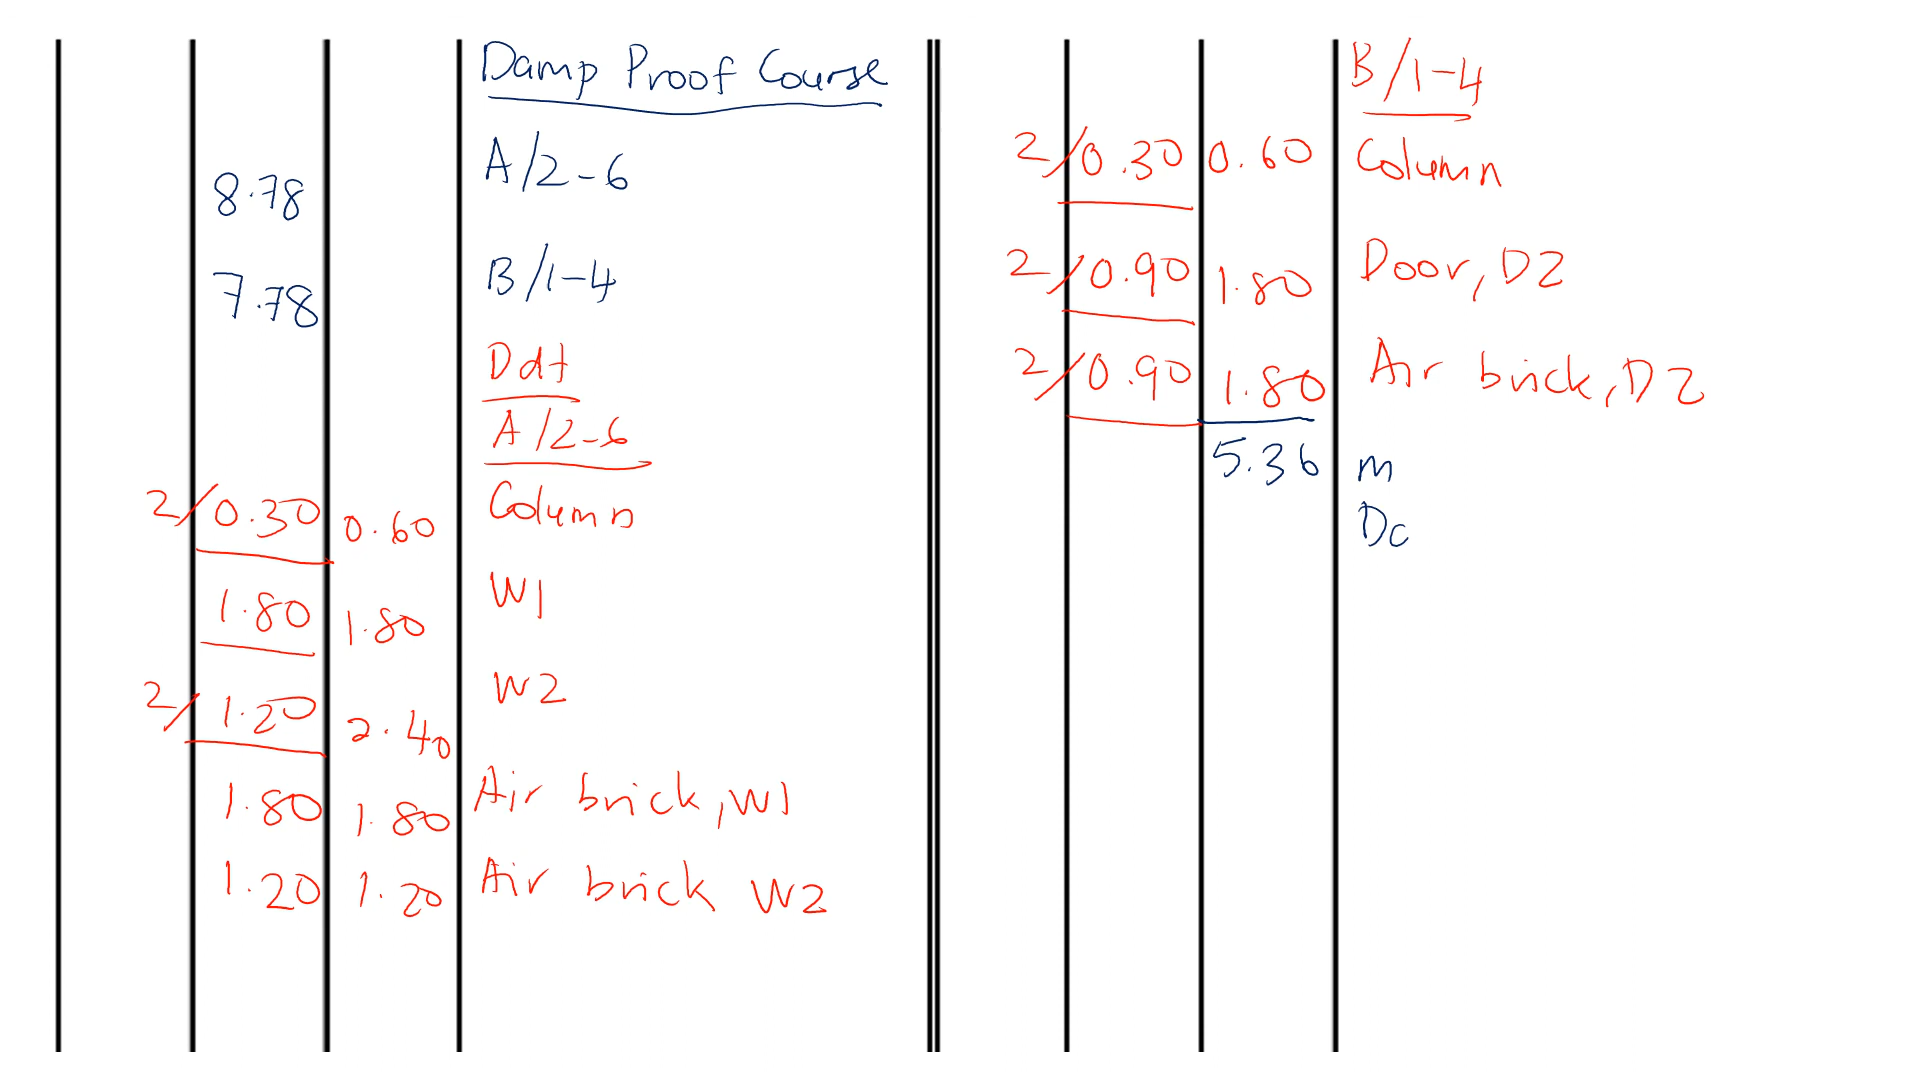 Damp Proof Course
8.78 A/2-6
7.78 B/1-4
Ddt
A/2-6
2/0.30 0.60 Column
1.80 1.80 W1
2/1.20 2.40 W2
1.80 1.80 Air brick, W1
1.20 1.20 Air brick W2
B/1-4
2/0.30 0.60 Column
2/0.90 1.80 Door, D2
2/0.90 1.80 Air brick, D2
5.36 m
Dc